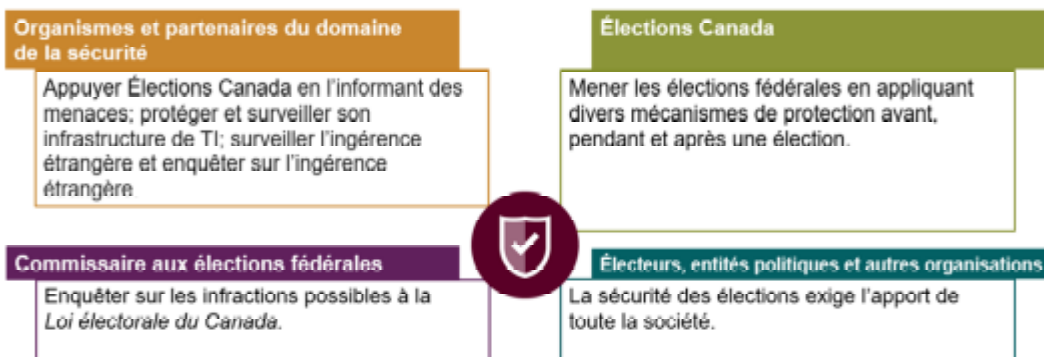 Organismes et partenaires du domaine
de la sécurité
Appuyer Élections Canada en l'informant des
menaces; protéger et surveiller son
infrastructure de TI; surveiller l'ingérence
étrangère et enquêter sur l'ingérence
étrangère
Élections Canada
Mener les élections fédérales en appliquant
divers mécanismes de protection avant,
pendant et après une élection.
Commissaire aux élections fédérales
Enquêter sur les infractions possibles à la
Loi électorale du Canada.
Électeurs, entités politiques et autres organisations
La sécurité des élections exige l'apport de
toute la société.